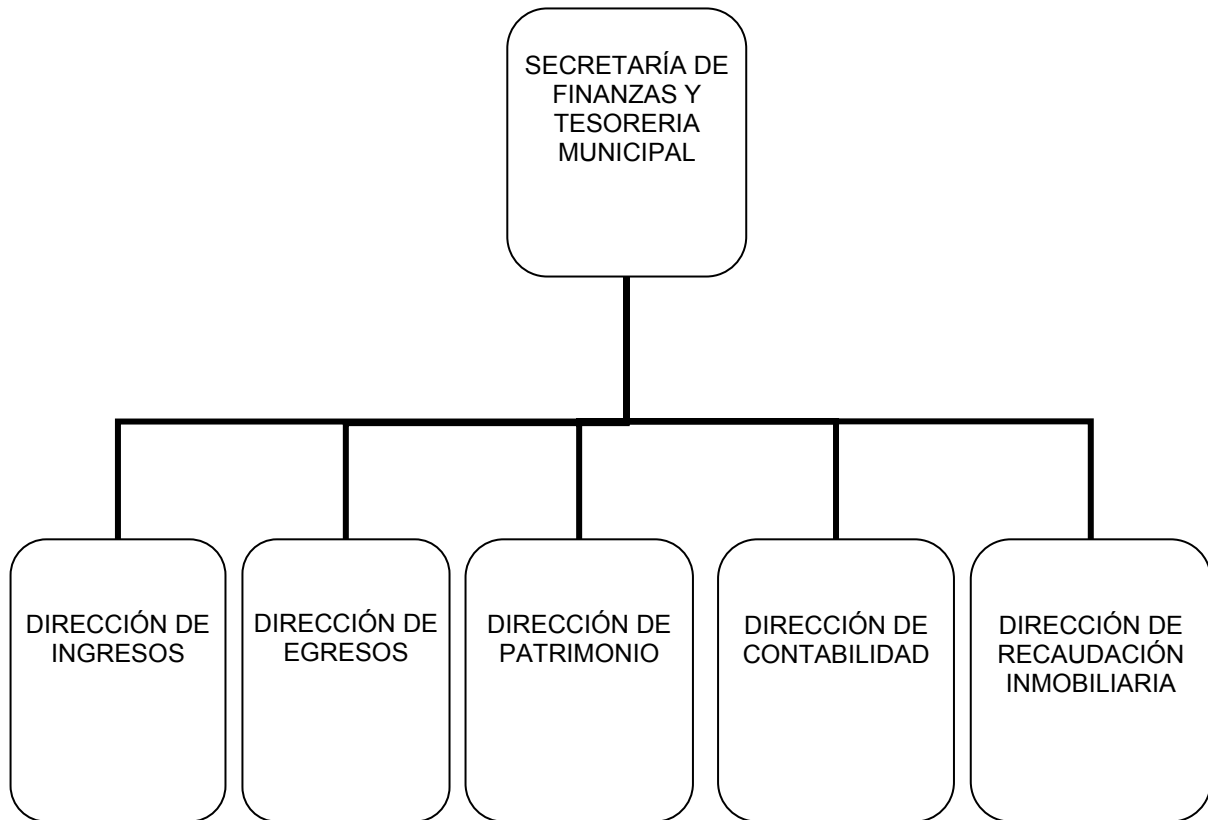 SECRETARÍA DE
FINANZAS Y
TESORERIA
MUNICIPAL
DIRECCIÓN DE
INGRESOS
DIRECCIÓN DE
EGRESOS
DIRECCIÓN DE
PATRIMONIO
DIRECCIÓN DE
CONTABILIDAD
DIRECCIÓN DE
RECAUDACIÓN
INMOBILIARIA